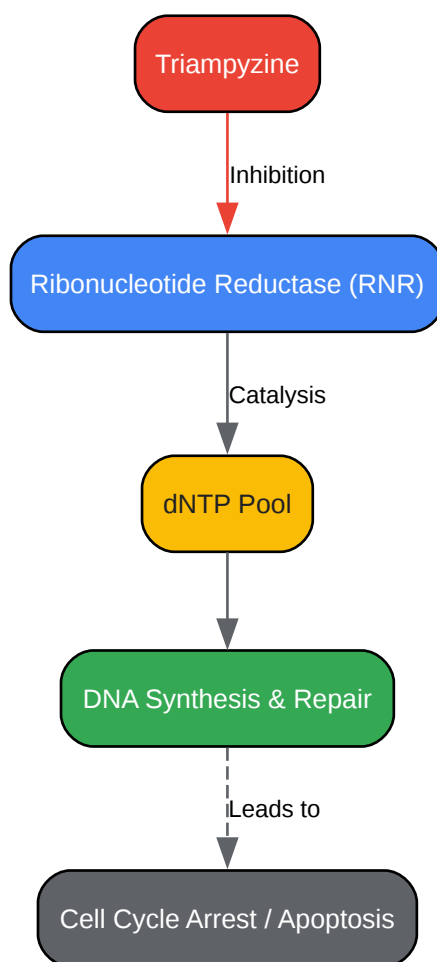 Triampyzine
Inhibition
Ribonucleotide Reductase (RNR)
Catalysis
dNTP Pool
DNA Synthesis & Repair
Leads to
Cell Cycle Arrest / Apoptosis